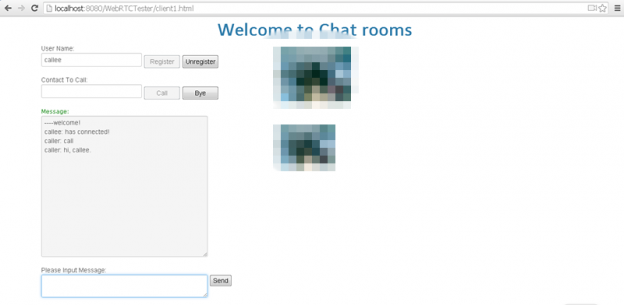 localhost:8080/WebRTCTester/client1.html
Welcome to Chat rooms
User Name:
callee
Register
Unregister
Contact To Call:
Call
Bye
Message:
----welcome!
callee: has connected!
caller: call
caller: hi, callee.
Please Input Message:
Send